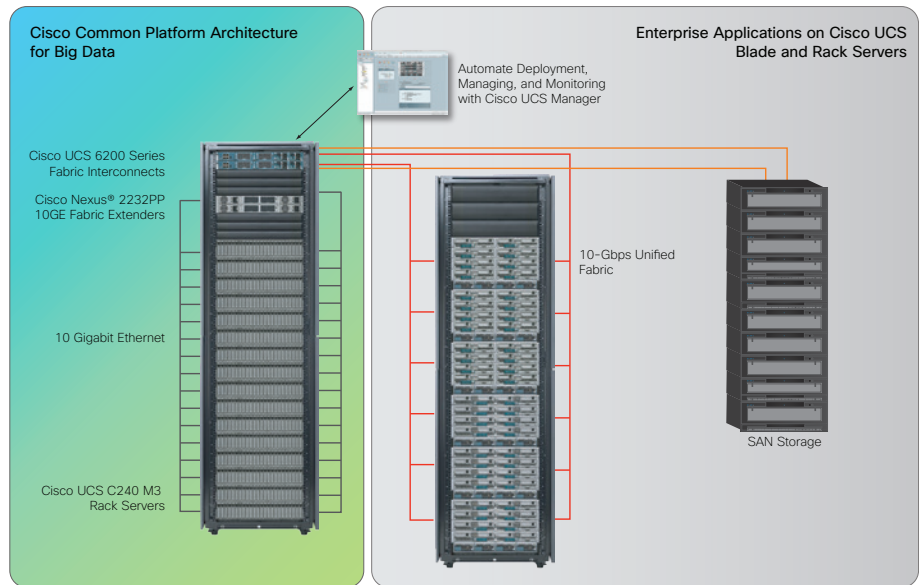 Cisco Common Platform Architecture
for Big Data
Enterprise Applications on Cisco UCS
Blade and Rack Servers
Automate Deployment,
Managing, and Monitoring
with Cisco UCS Manager
Cisco UCS 6200 Series
Fabric Interconnects
Cisco Nexus® 2232PP
10GE Fabric Extenders
10-Gbps Unified
Fabric
10 Gigabit Ethernet
SAN Storage
Cisco UCS C240 M3
Rack Servers